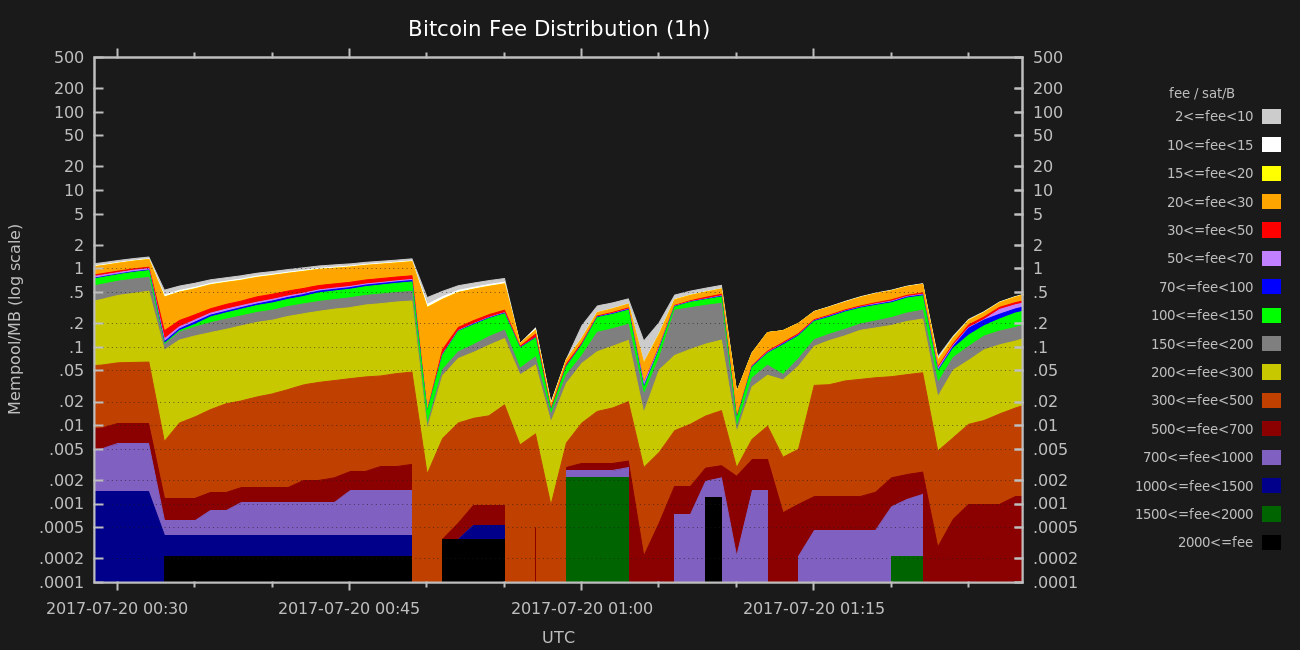 Bitcoin Fee Distribution (1h)
Mempool/MB (log scale)
500
200
100
50
20
10
5
2
1
.5
.2
.1
.05
.02
.01
.005
.002
.001
.0005
.0002
.0001
500
200
100
50
20
10
5
2
1
.5
.2
.1
.05
.02
.01
.005
.002
.001
.0005
.0002
.0001
2017-07-20 00:30
2017-07-20 00:45
2017-07-20 01:00
2017-07-20 01:15
UTC
fee / sat/B
2<=fee<10
10<=fee<15
15<=fee<20
20<=fee<30
30<=fee<50
50<=fee<70
70<=fee<100
100<=fee<150
150<=fee<200
200<=fee<300
300<=fee<500
500<=fee<700
700<=fee<1000
1000<=fee<1500
1500<=fee<2000
2000<=fee